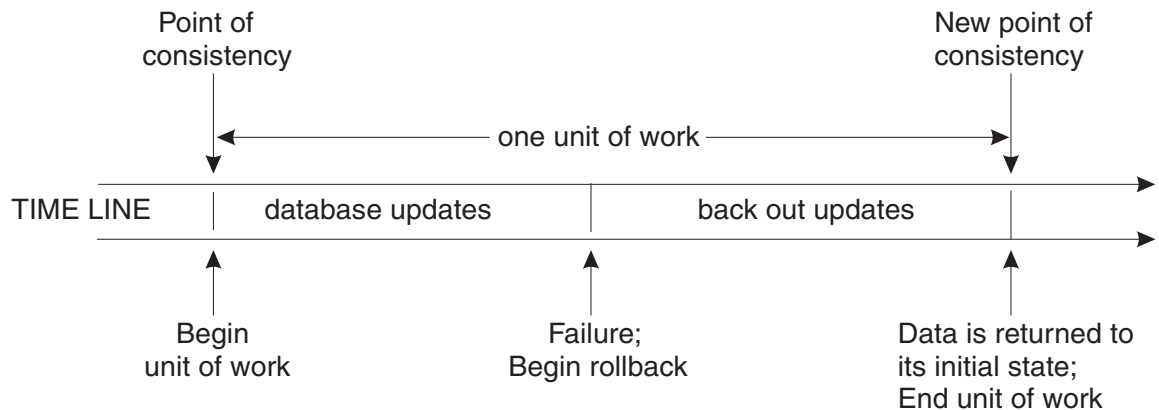 Point of
consistency
New point of
consistency
one unit of work
TIME LINE
database updates
back out updates
Begin
unit of work
Failure;
Begin rollback
Data is returned to
its initial state;
End unit of work